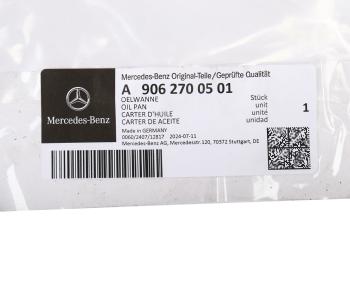 Mercedes-Benz Original-Teile/Geprüfte Qualität
A 906 270 05 01
OELWANNE
OIL PAN
CARTER D'HUILE
CARTER DE ACEITE
Stück
unit
unité
unidad
1
Made in GERMANY
0060/2407/12817 2024-07-11
Mercedes-Benz AG, Mercedesstr.120, 70372 Stuttgart, DE
Mercedes-Benz